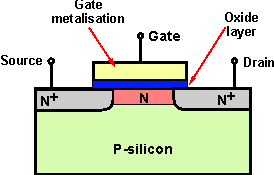 Gate
metalisation
Oxide
layer
Gate
Source
Drain
N+
N
N+
P-silicon